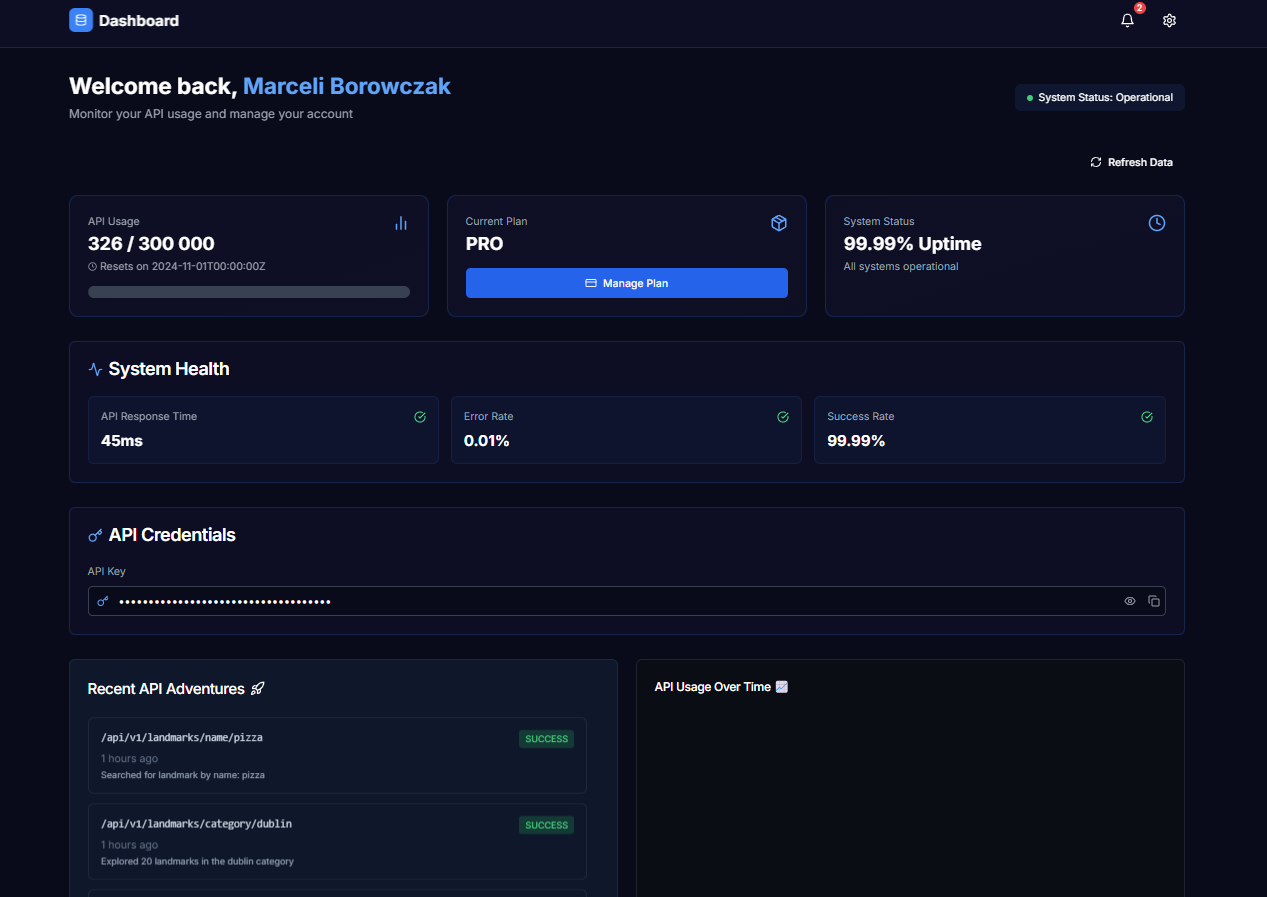 Dashboard
2
Welcome back, Marceli Borowczak
Monitor your API usage and manage your account
System Status: Operational
Refresh Data
API Usage
326 / 300 000
Resets on 2024-11-01T00:00:00Z
Current Plan
PRO
Manage Plan
System Status
99.99% Uptime
All systems operational
System Health
API Response Time
45ms
Error Rate
0.01%
Success Rate
99.99%
API Credentials
API Key
••••••••••••••••••••••••••••••••••••
Recent API Adventures
/api/v1/landmarks/name/pizza
SUCCESS
1 hours ago
Searched for landmark by name: pizza
/api/v1/landmarks/category/dublin
SUCCESS
1 hours ago
Explored 20 landmarks in the dublin category
API Usage Over Time 📈